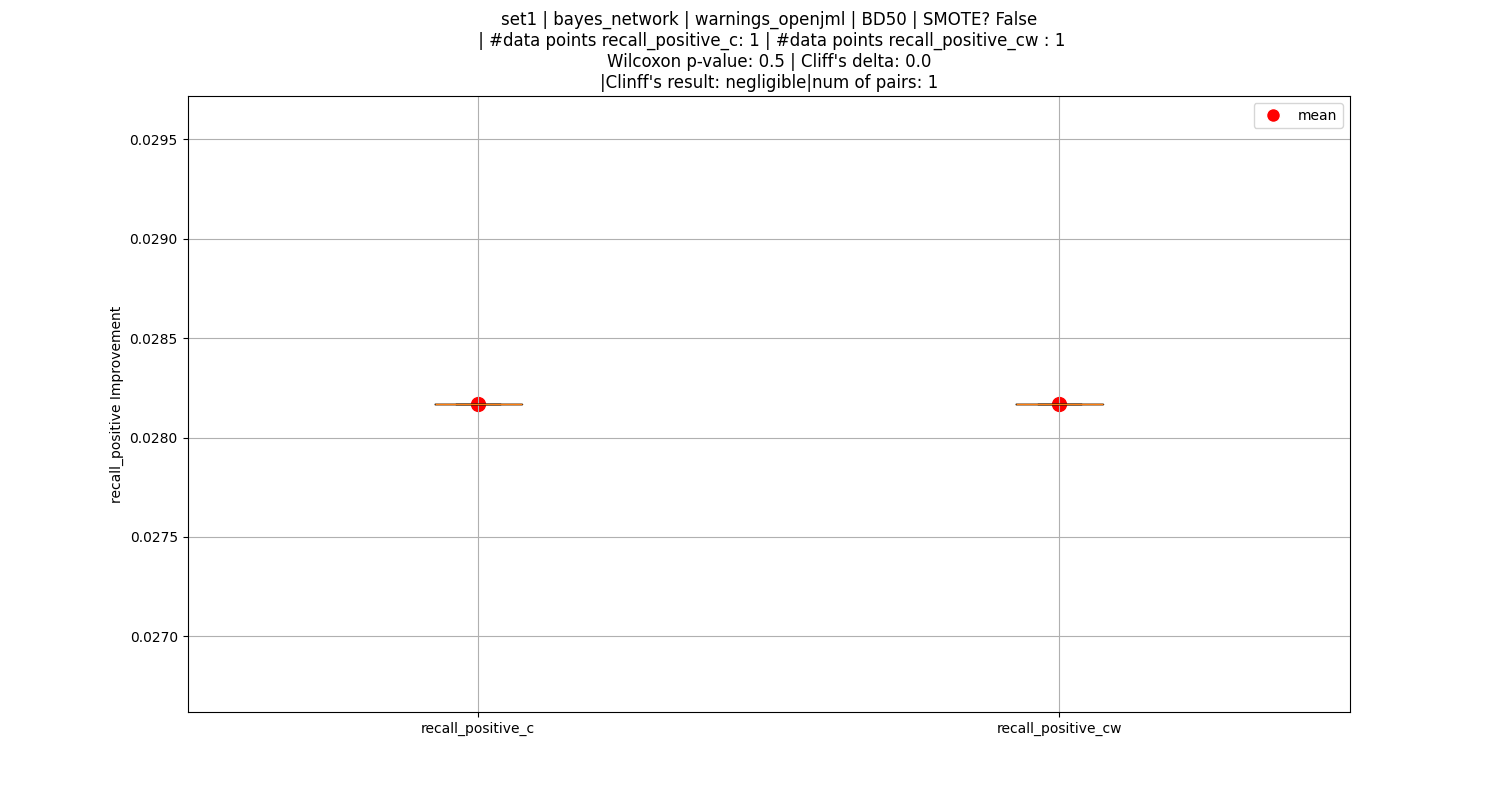 set1 | bayes_network | warnings_openjml | BD50 | SMOTE? False
| #data points recall_positive_c: 1 | #data points recall_positive_cw : 1
Wilcoxon p-value: 0.5 | Cliff's delta: 0.0
|Clinff's result: negligible|num of pairs: 1
mean
0.0295
0.0290
0.0285
0.0280
0.0275
0.0270
recall_positive Improvement
recall_positive_c
recall_positive_cw